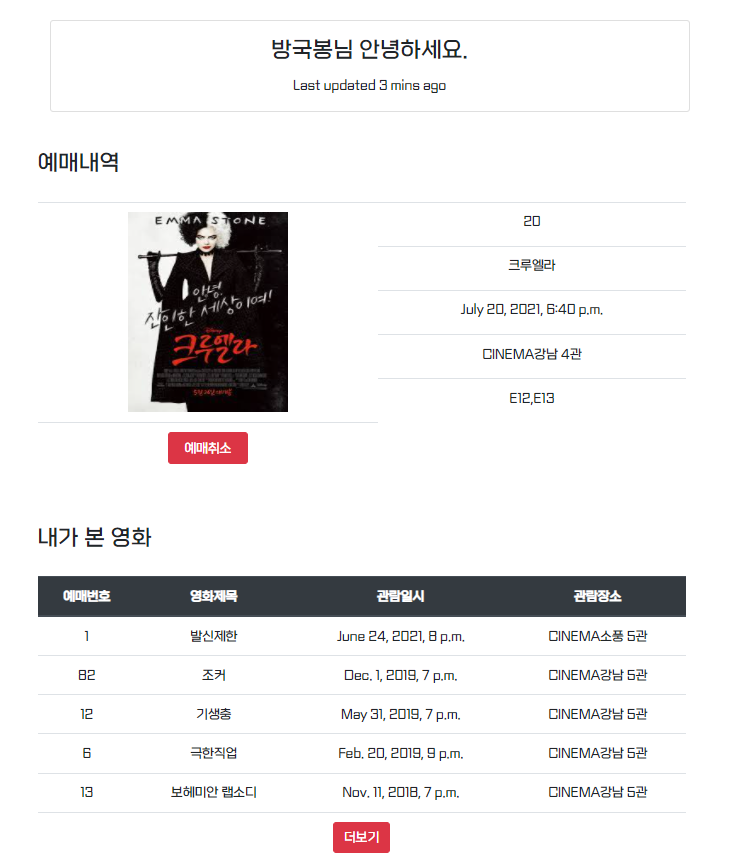 방국봉님 안녕하세요.
Last updated 3 mins ago
예매내역
EMMA STONE
안녕,
잔인한 세상이여!
Disney
크루엘라
20
크루엘라
July 20, 2021, 6:40 p.m.
CINEMA강남 4관
E12,E13
예매취소
내가 본 영화
예매번호 영화제목 관람일시 관람장소
1 발신제한 June 24, 2021, 8 p.m. CINEMA소풍 5관
82 조커 Dec. 1, 2019, 7 p.m. CINEMA강남 5관
12 기생충 May 31, 2019, 7 p.m. CINEMA강남 5관
6 극한직업 Feb. 20, 2019, 9 p.m. CINEMA강남 5관
13 보헤미안 랩소디 Nov. 11, 2018, 7 p.m. CINEMA강남 5관
더보기